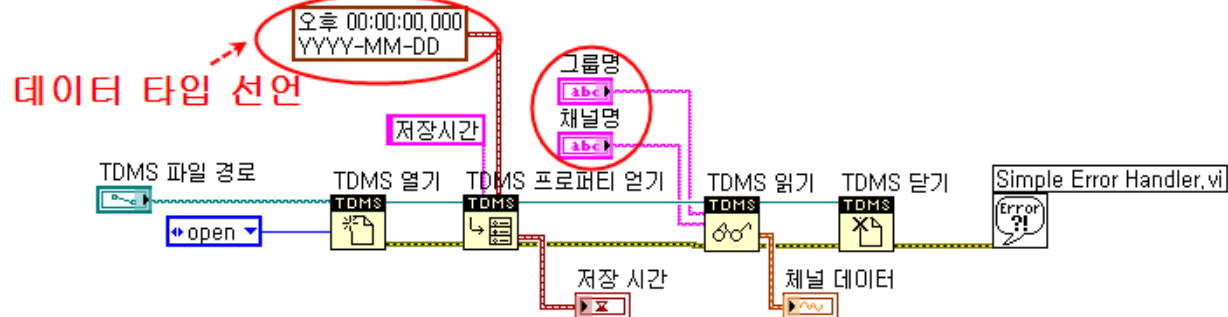 오후 00:00:00,000
YYYY-MM-DD
데이터 타입 선언
그룹명
abc
채널명
abc
저장시간
TDMS 파일 경로
TDMS 열기
TDMS 프로퍼티 얻기
TDMS 읽기
TDMS 닫기
Simple Error Handler.vi
TDMS
TDMS
TDMS
TDMS
Error
?!
open
저장 시간
체널 데이터